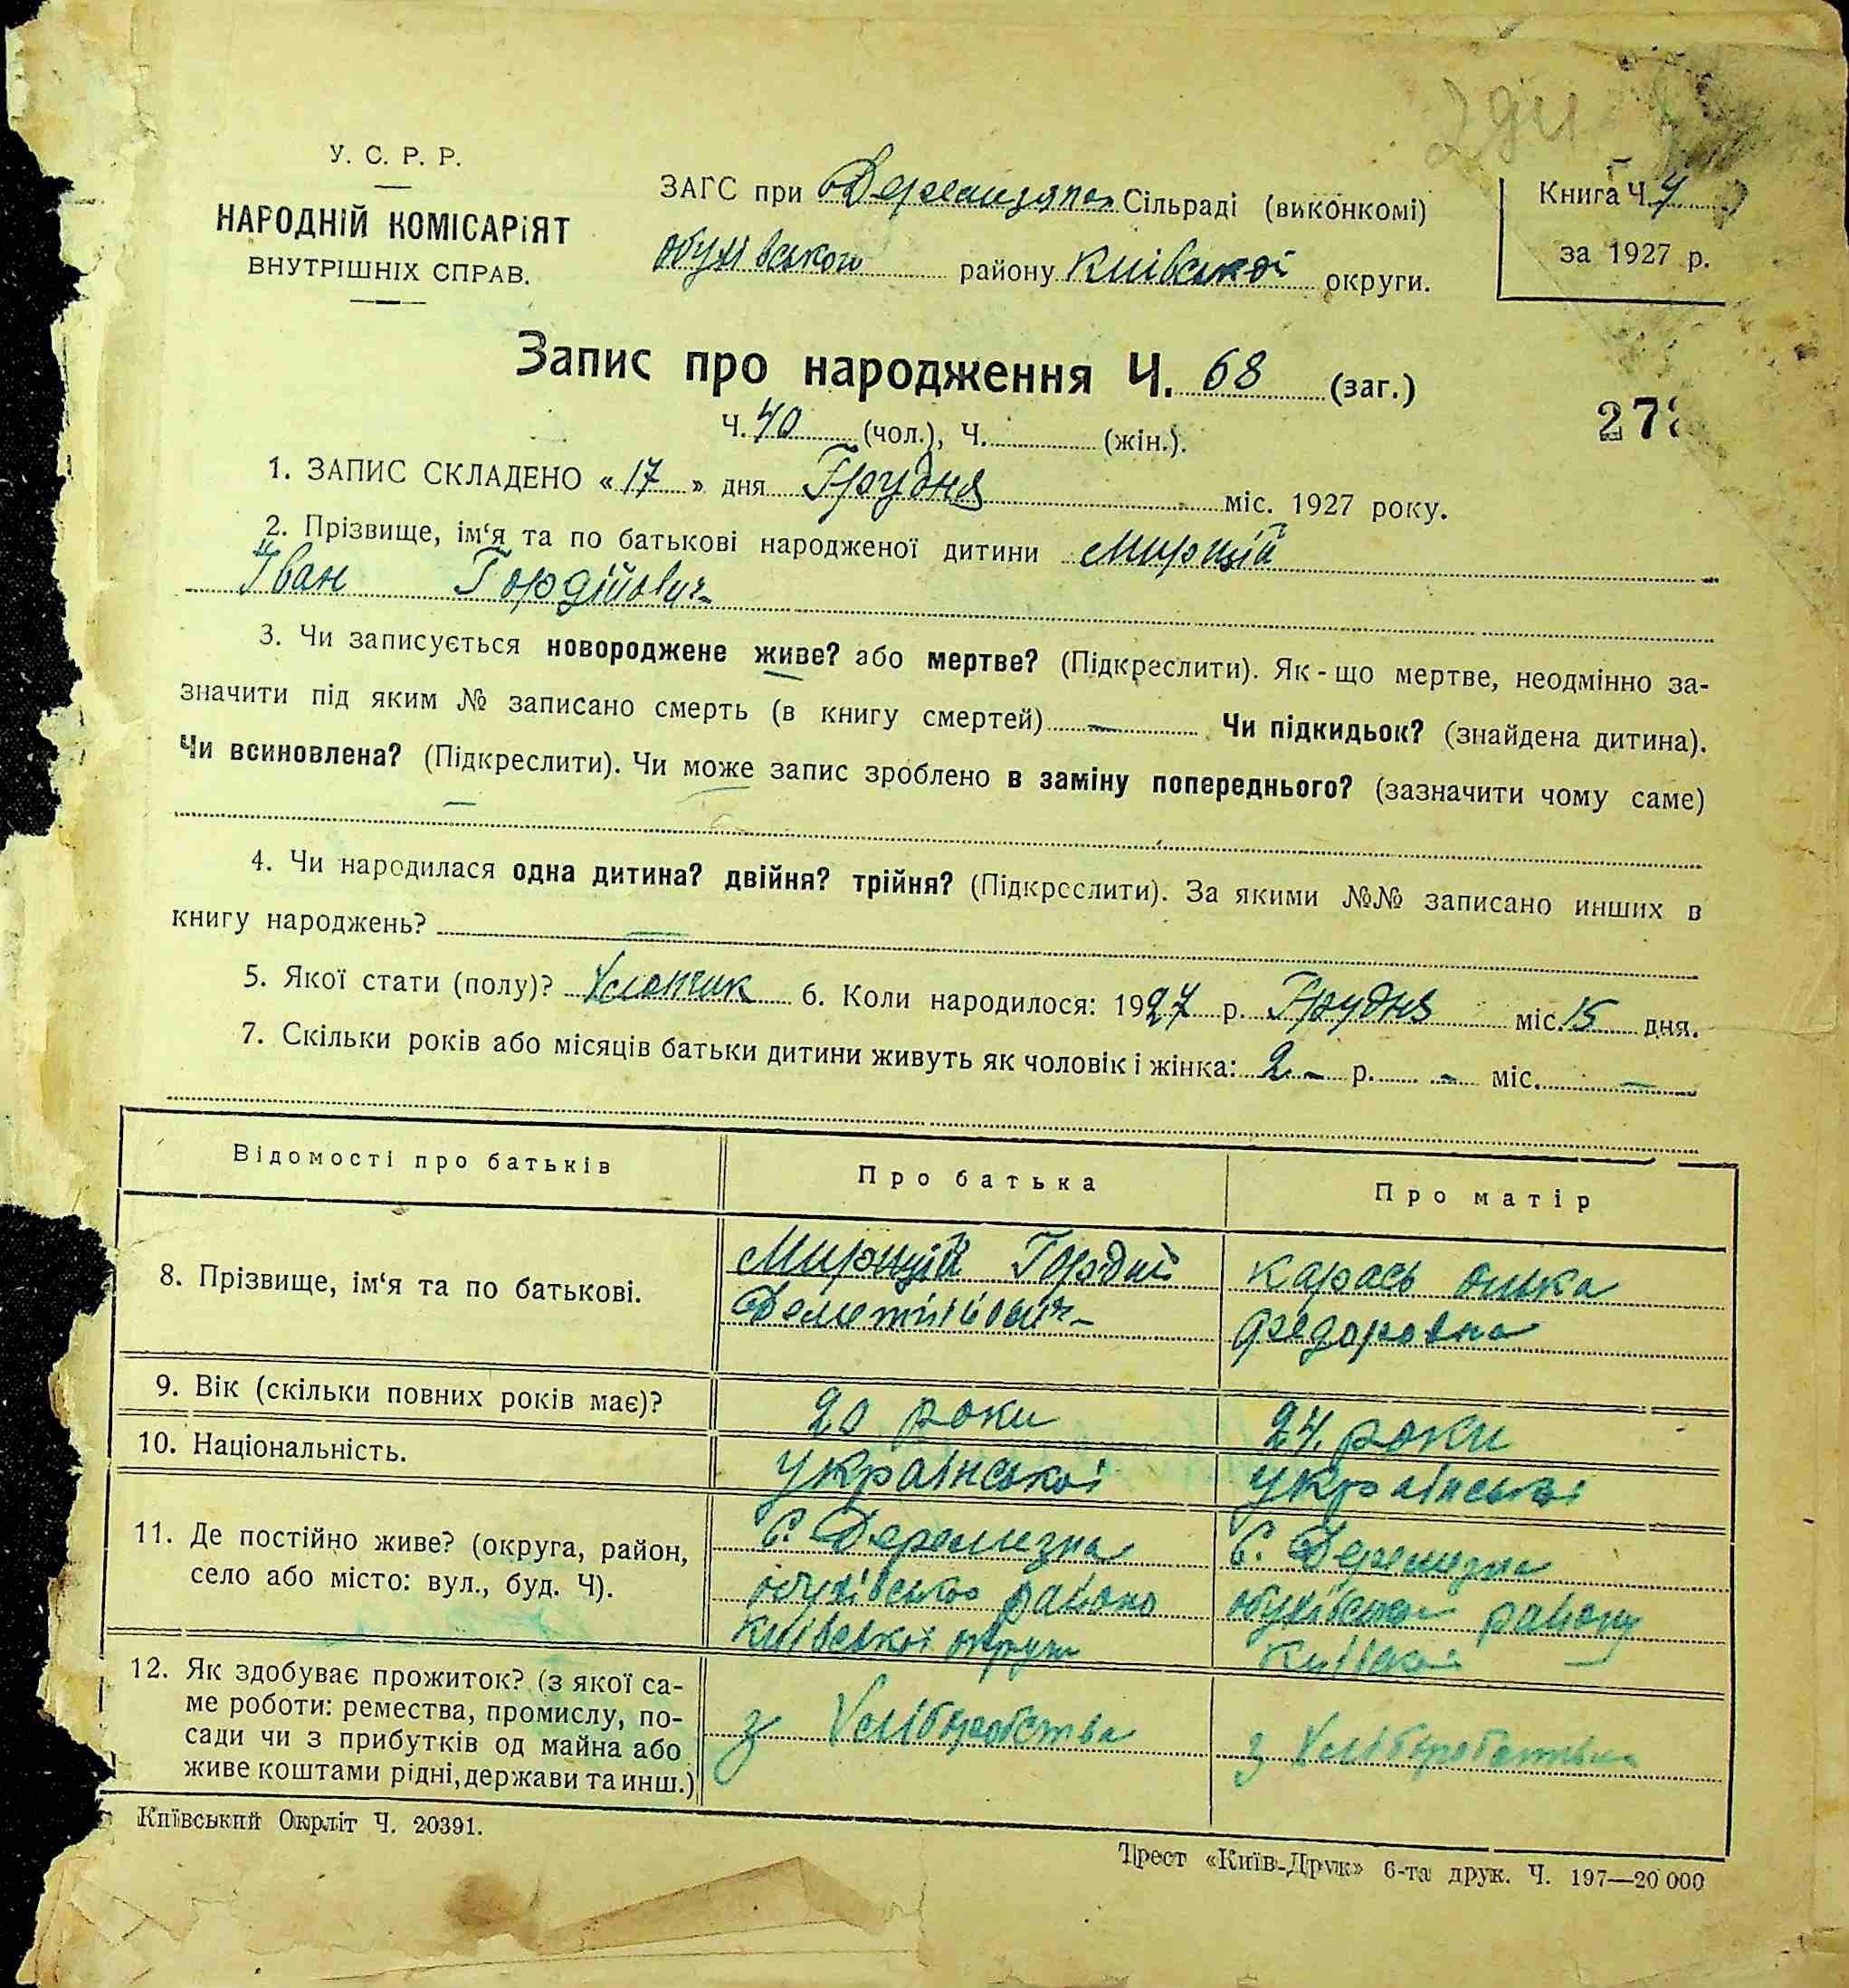 У. С. Р. Р.
НАРОДНІЙ КОМІСАРІЯТ
ВНУТРІШНІХ СПРАВ.
ЗАГС при Сільраді (виконкомі)
обухівського району Київської округи.
Книга Ч.
за 1927 р.
Запис про народження Ч. 68 (заг.)
Ч. 40 (чол.), Ч. (жін.).
27
1. ЗАПИС СКЛАДЕНО « 17 » дня Грудня міс. 1927 року.
2. Прізвище, ім‘я та по батькові народженої дитини Мирцій
Іван Гордійович
3. Чи записується новороджене живе? або мертве? (Підкреслити). Як-що мертве, неодмінно за-
значити під яким № записано смерть (в книгу смертей) — Чи підкидьок? (знайдена дитина).
Чи всиновлена? (Підкреслити). Чи може запис зроблено в заміну попереднього? (зазначити чому саме)
4. Чи народилася одна дитина? двійня? трійня? (Підкреслити). За якими №№ записано инших в
книгу народжень? —
5. Якої стати (полу)? Хлопчик 6. Коли народилося: 1927 р. Грудня міс. 15 дня.
7. Скільки років або місяців батьки дитини живуть як чоловік і жінка: 2 - р. - міс. —
Відомості про батьків Про батька Про матір
8. Прізвище, ім‘я та по батькові. Мирцій Гордій Карась
Федоровна
9. Вік (скільки повних років має)? 20 роки 24 роки
10. Національність. Української Української
11. Де постійно живе? (округа, район, с. Деремезна с. Деремезна
село або місто: вул., буд. Ч). обухівського району обухівського району
Київської округи Київської
12. Як здобуває прожиток? (з якої са-
ме роботи: ремества, промислу, по-
сади чи з прибутків од майна або
живе коштами рідні, держави та инш.)
з Хліборобства з Хліборобства
Київський Окрліт Ч. 20391.
Трест «Київ-Друк» 6-та друк. Ч. 197—20 000